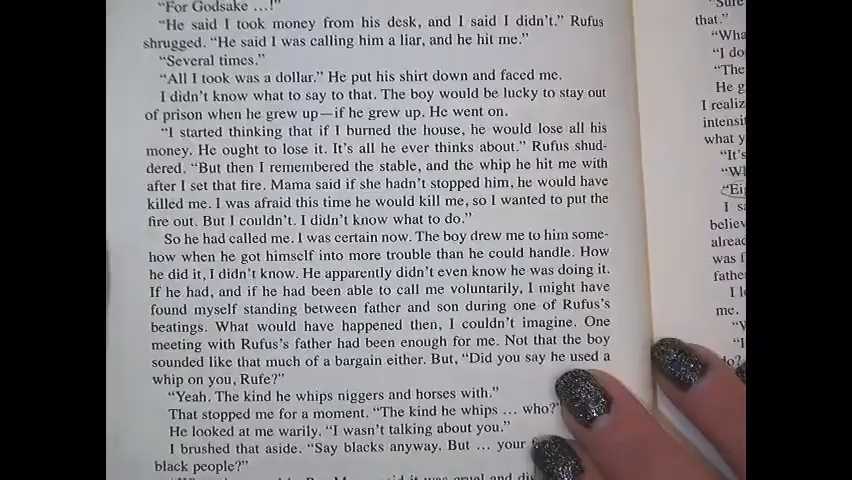 "For Godsake …!"
"He said I took money from his desk, and I said I didn't." Rufus
shrugged. "He said I was calling him a liar, and he hit me."
"Several times."
"All I took was a dollar." He put his shirt down and faced me.
I didn't know what to say to that. The boy would be lucky to stay out
of prison when he grew up—if he grew up. He went on.
"I started thinking that if I burned the house, he would lose all his
money. He ought to lose it. It's all he ever thinks about." Rufus shud-
dered. "But then I remembered the stable, and the whip he hit me with
after I set that fire. Mama said if she hadn't stopped him, he would have
killed me. I was afraid this time he would kill me, so I wanted to put the
fire out. But I couldn't. I didn't know what to do."
So he had called me. I was certain now. The boy drew me to him some-
how when he got himself into more trouble than he could handle. How
he did it, I didn't know. He apparently didn't even know he was doing it.
If he had, and if he had been able to call me voluntarily, I might have
found myself standing between father and son during one of Rufus's
beatings. What would have happened then, I couldn't imagine. One
meeting with Rufus's father had been enough for me. Not that the boy
sounded like that much of a bargain either. But, "Did you say he used a
whip on you, Rufe?"
"Yeah. The kind he whips niggers and horses with."
That stopped me for a moment. "The kind he whips … who?"
He looked at me warily. "I wasn't talking about you."
I brushed that aside. "Say blacks anyway. But … your
black people?"
"Sure
that."
"Wha
"I do
"The
He g
I realiz
intensit
what y
"It's
"Wh
"Eig
I sa
believ
alread
was f
father
I l
me.
"W
"I
do?